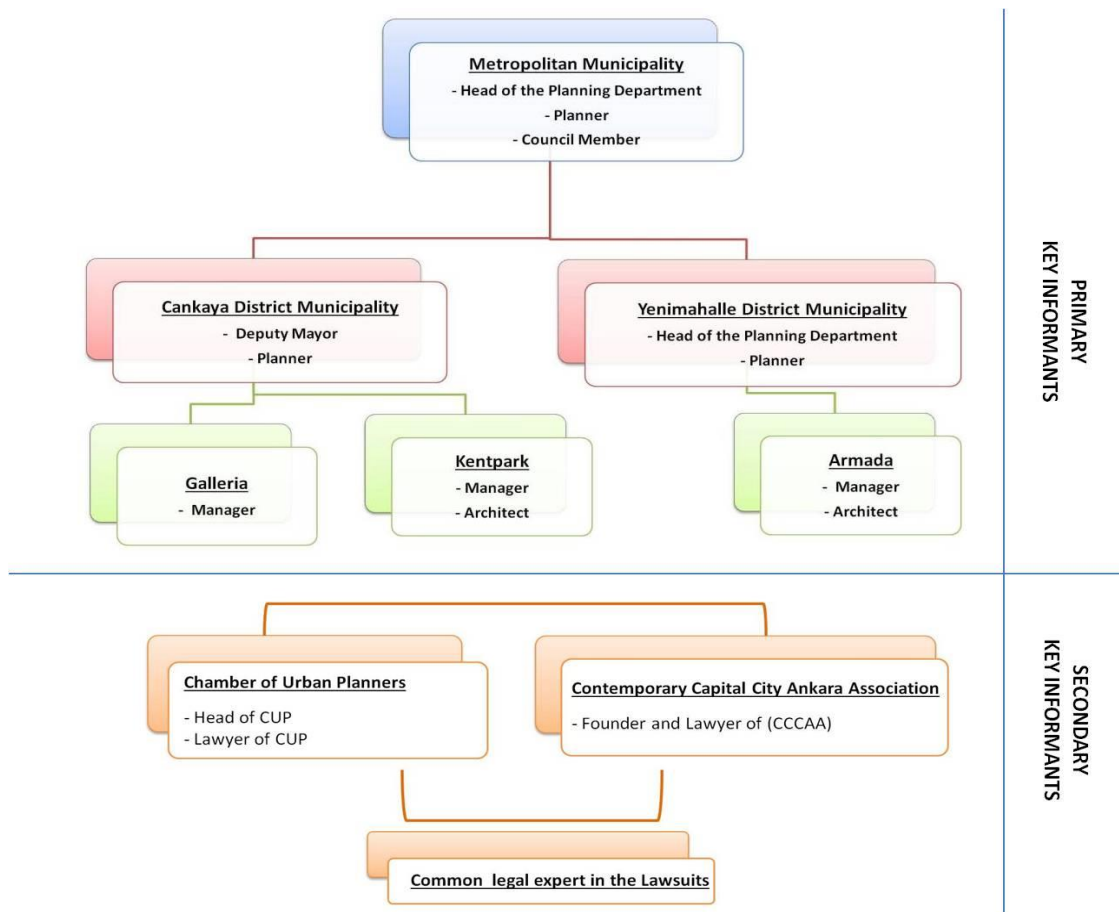 Metropolitan Municipality
- Head of the Planning Department
- Planner
- Council Member
Cankaya District Municipality
- Deputy Mayor
- Planner
Yenimahalle District Municipality
- Head of the Planning Department
- Planner
Galleria
- Manager
Kentpark
- Manager
- Architect
Armada
- Manager
- Architect
PRIMARY
KEY INFORMANTS
Chamber of Urban Planners
- Head of CUP
- Lawyer of CUP
Contemporary Capital City Ankara Association
- Founder and Lawyer of (CCCAA)
Common legal expert in the Lawsuits
SECONDARY
KEY INFORMANTS